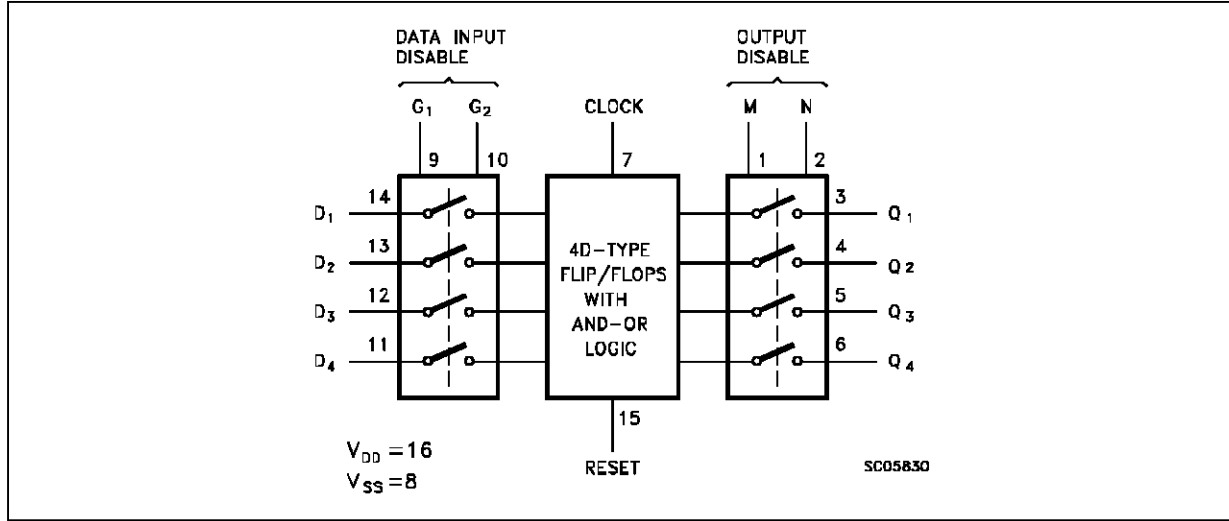 DATA INPUT
DISABLE
OUTPUT
DISABLE
G1 G2 CLOCK M N
9 10 7 1 2
D1 14 3 Q1
D2 13 4 Q2
D3 12 5 Q3
D4 11 6 Q4
4D-TYPE
FLIP/FLOPS
WITH
AND-OR
LOGIC
15
RESET
VDD =16
VSS =8
SC05830